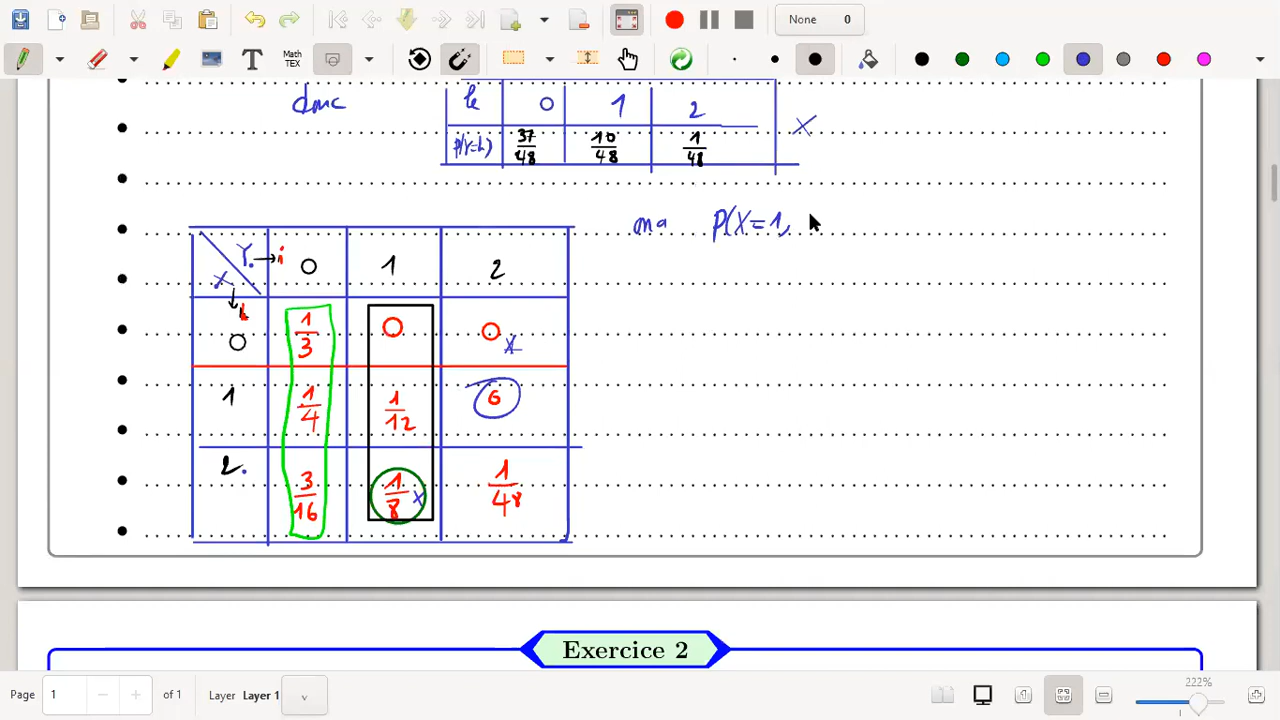 None 0
T Math TEX
donc
k 0 1 2
P(Y=k) 37/48 10/48 1/48 X
ona P(X=1,
Y. → i 0 1 2
X ↓ k
0 1/3 0 0 x
1 1/4 1/12 0
2. 3/16 1/8 x 1/48
Exercice 2
Page 1 of 1 Layer Layer 1
222%